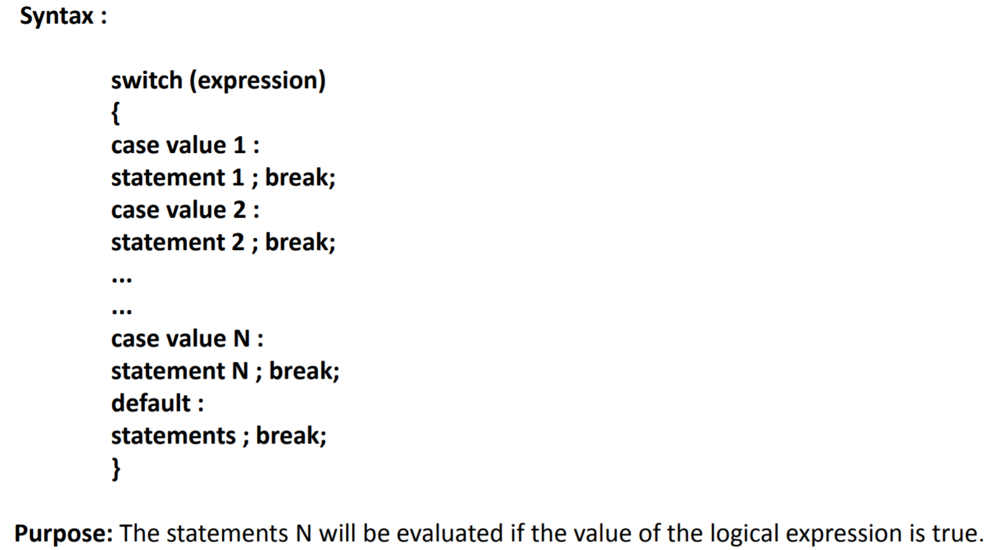 Syntax :
switch (expression)
{
case value 1 :
statement 1 ; break;
case value 2 :
statement 2 ; break;
...
...
case value N :
statement N ; break;
default :
statements ; break;
}
Purpose: The statements N will be evaluated if the value of the logical expression is true.